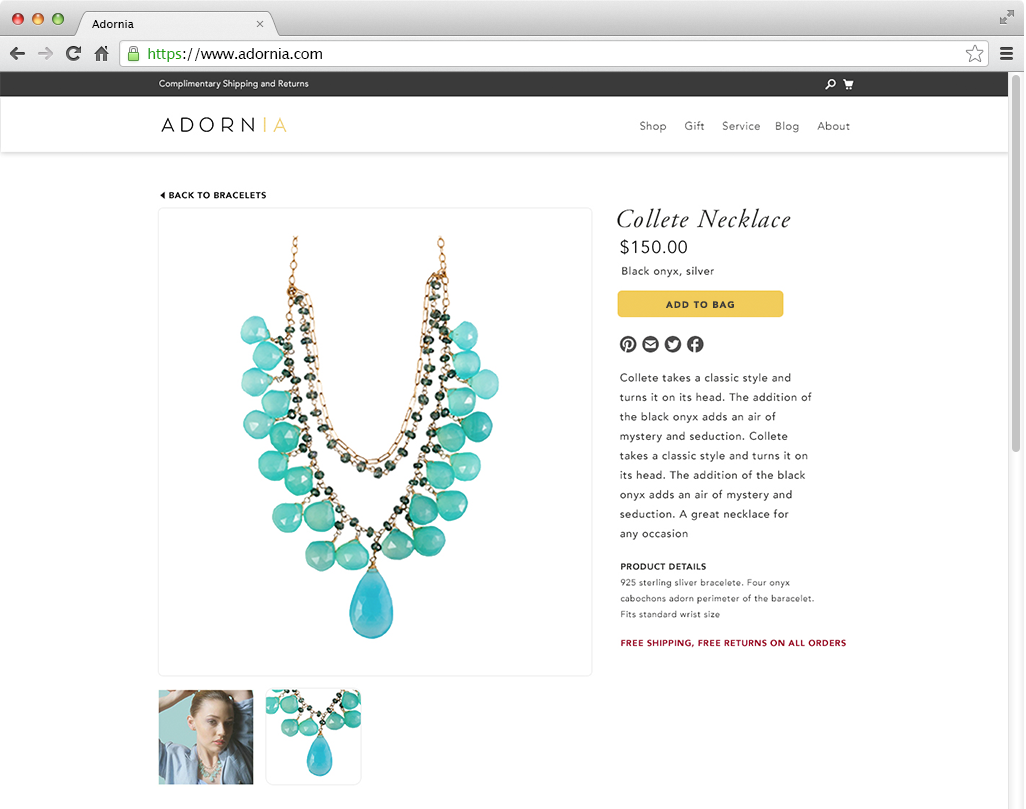 Adornia
https://www.adornia.com
Complimentary Shipping and Returns
ADORNIA
Shop Gift Service Blog About
BACK TO BRACELETS
Collete Necklace
$150.00
Black onyx, silver
ADD TO BAG
Collete takes a classic style and
turns it on its head. The addition of
the black onyx adds an air of
mystery and seduction. Collete
takes a classic style and turns it on
its head. The addition of the black
onyx adds an air of mystery and
seduction. A great necklace for
any occasion
PRODUCT DETAILS
925 sterling sliver bracelete. Four onyx
cabochons adorn perimeter of the baracelet.
Fits standard wrist size
FREE SHIPPING, FREE RETURNS ON ALL ORDERS